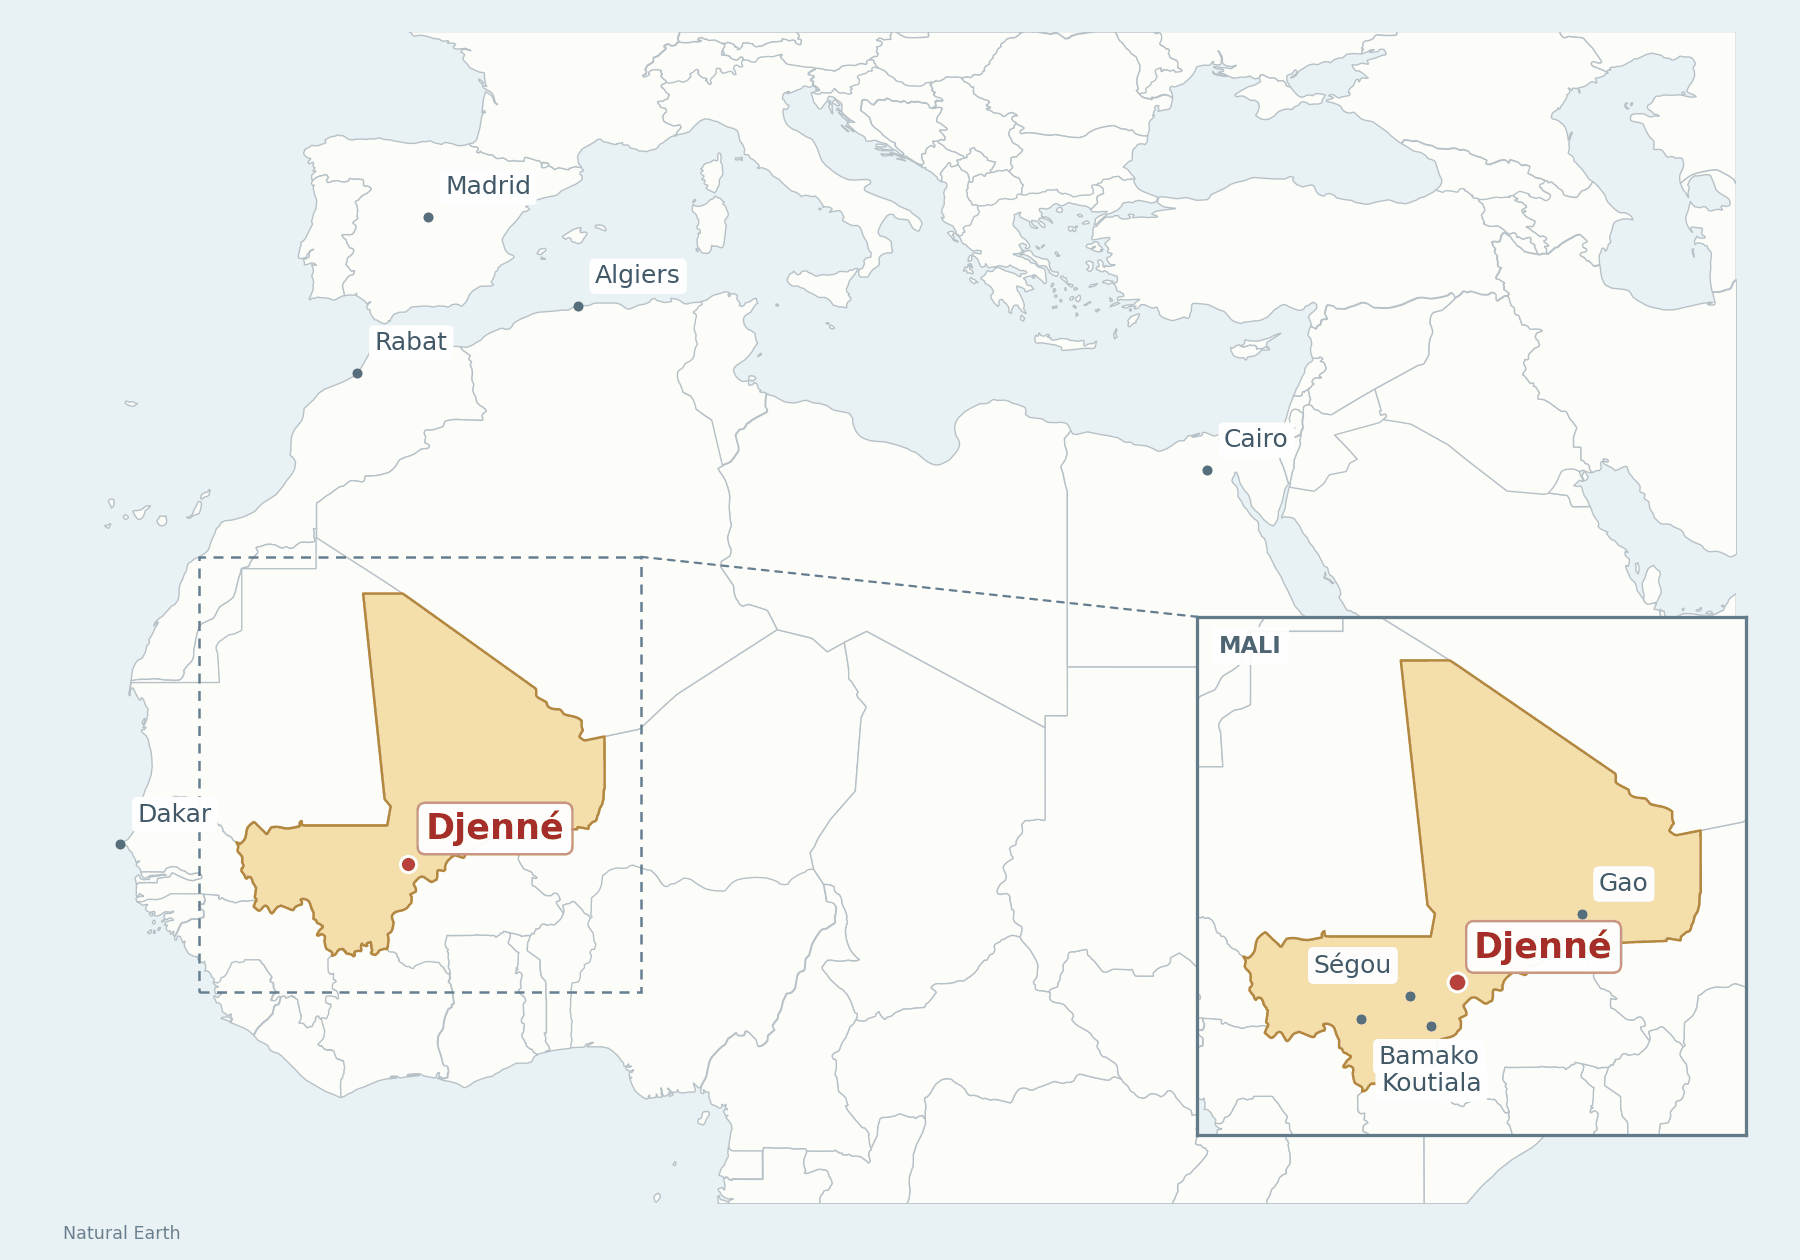 Madrid
Algiers
Rabat
Cairo
MALI
Dakar
Djenné
Gao
Djenné
Ségou
Bamako
Koutiala
Natural Earth